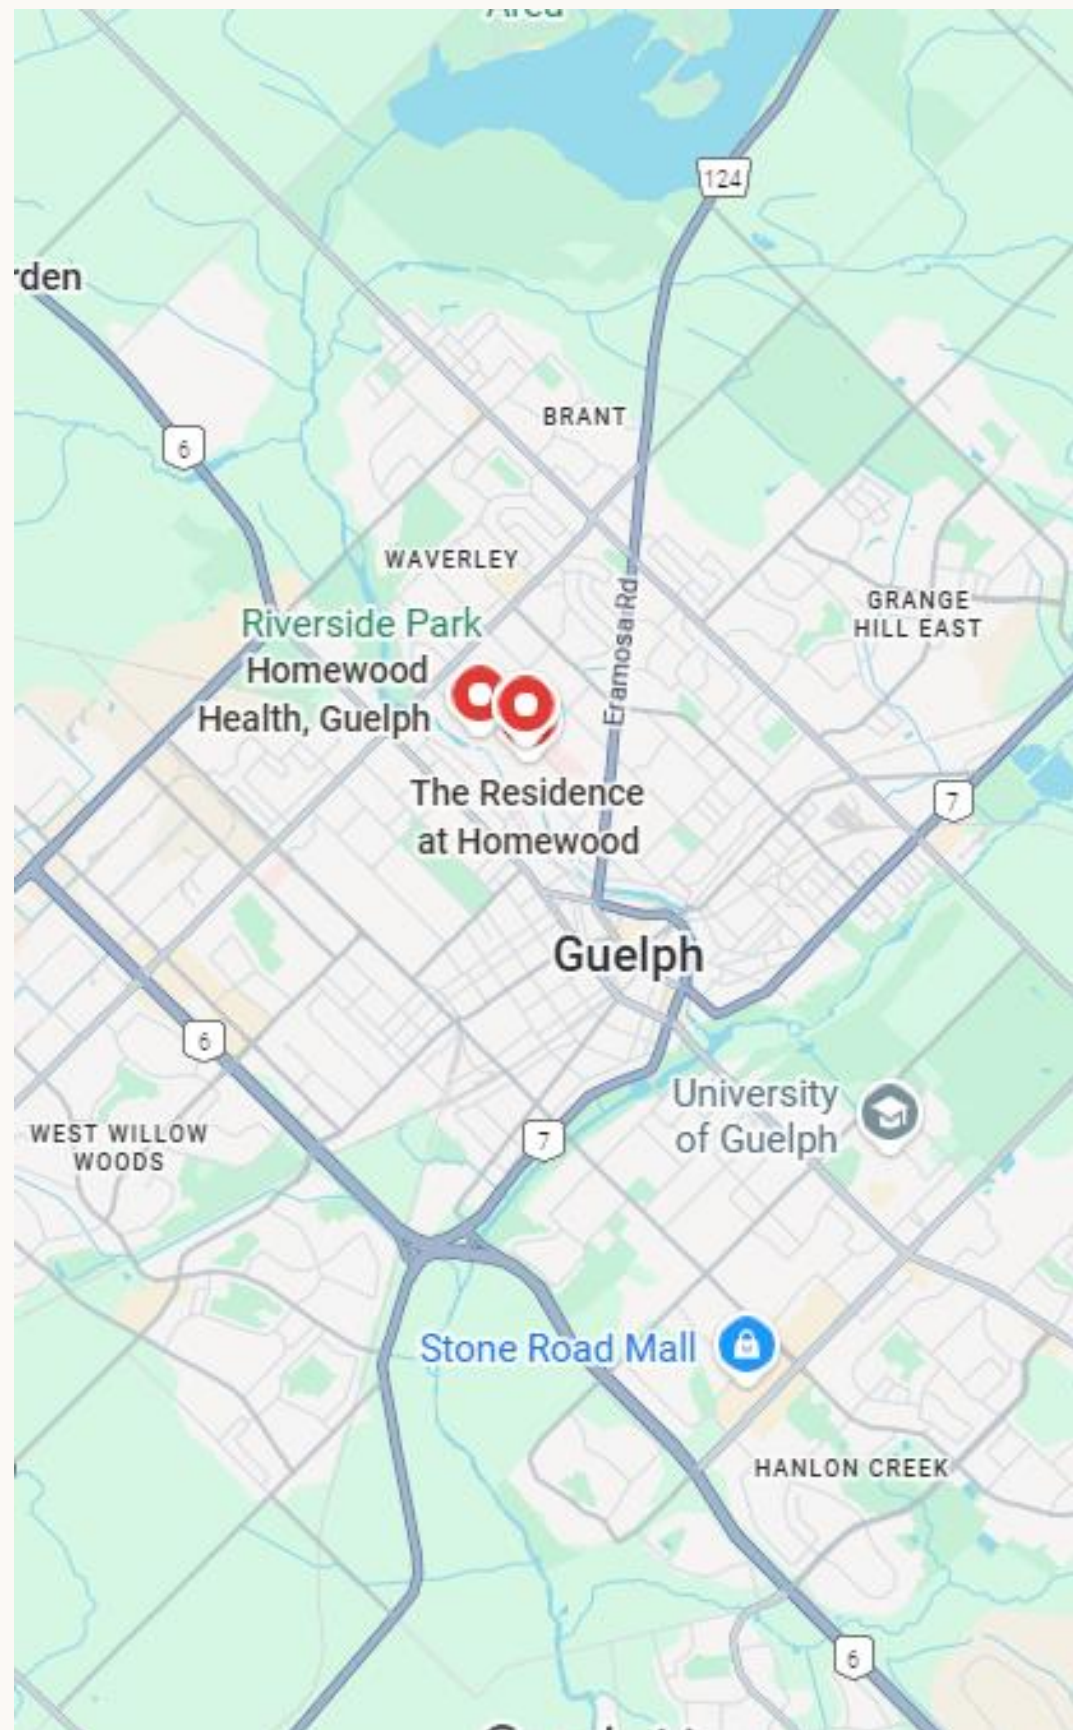 Area
124
rden
6
BRANT
WAVERLEY
Eramosa Rd
GRANGE
HILL EAST
Riverside Park
Homewood
Health, Guelph
The Residence
at Homewood
7
Guelph
6
University
of Guelph
WEST WILLOW
WOODS
7
Stone Road Mall
HANLON CREEK
6